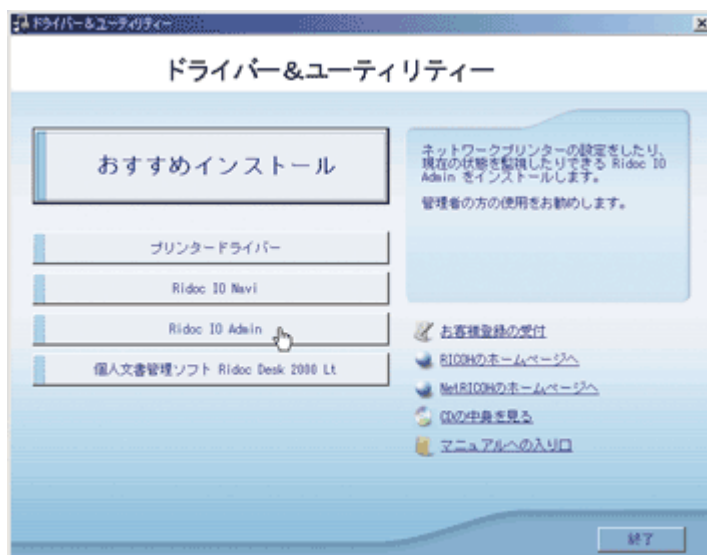 ドライバー&ユーティリティー
ドライバー&ユーティリティー
おすすめインストール
プリンタードライバー
Ridoc IO Navi
Ridoc IO Admin
個人文書管理ソフト Ridoc Desk 2000 Lt
ネットワークプリンターの設定をしたり、
現在の状態を監視したりできる Ridoc IO
Admin をインストールします。
管理者の方の使用をお勧めします。
お客様登録の受付
RICOHのホームページへ
NetRICOHのホームページへ
CDの中身を見る
マニュアルへの入り口
終了